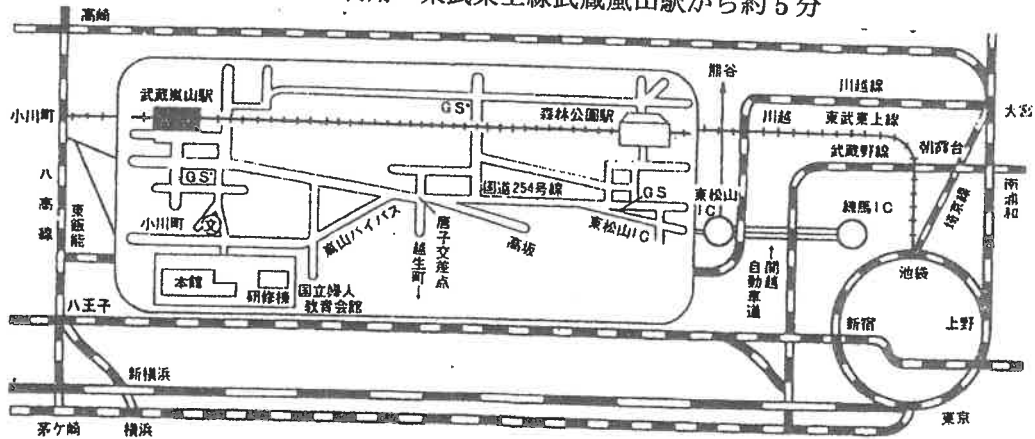 東武東上線武蔵嵐山駅から約5分
高崎
小川町
八高線
東飯能
八王子
茅ケ崎
横浜
新横浜
武蔵嵐山駅
GS
森林公園駅
GS
小川町
文
嵐山バイパス
唐子交差点
越生町→
国道254号線
高坂
東松山IC
GS
本館
研修棟
国立婦人
教育会館
熊谷
川越
川越線
東武東上線
武蔵野線
朝霞台
大宮
南浦和
埼京線
東松山
IC
練馬IC
←関越
自動車道
池袋
新宿
上野
東京